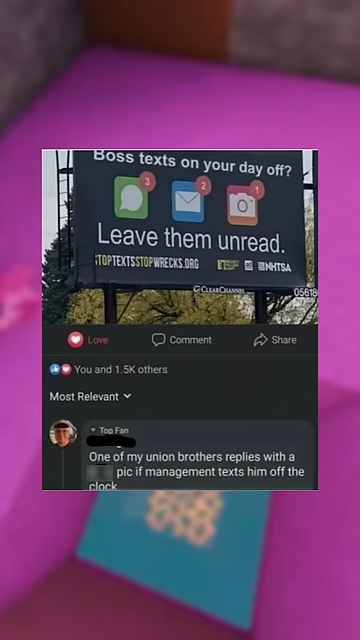 Boss texts on your day off?
3
2
1
Leave them unread.
STOPTEXTSSTOPWRECKS.ORG
NHTSA
CLEARCHANNEL
05618
Love
Comment
Share
You and 1.5K others
Most Relevant
Top Fan
One of my union brothers replies with a
pic if management texts him off the
clock